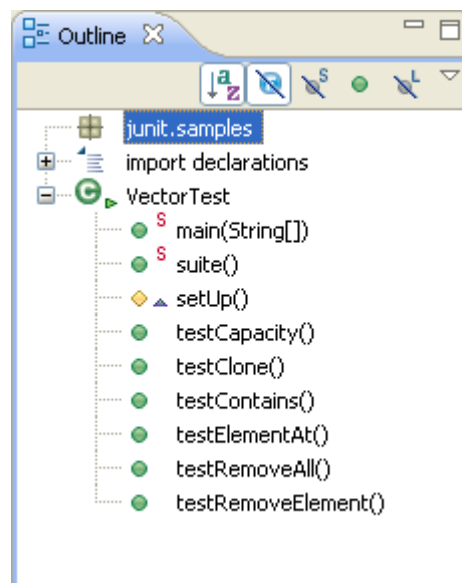 Outline
junit.samples
import declarations
VectorTest
S main(String[])
S suite()
setUp()
testCapacity()
testClone()
testContains()
testElementAt()
testRemoveAll()
testRemoveElement()